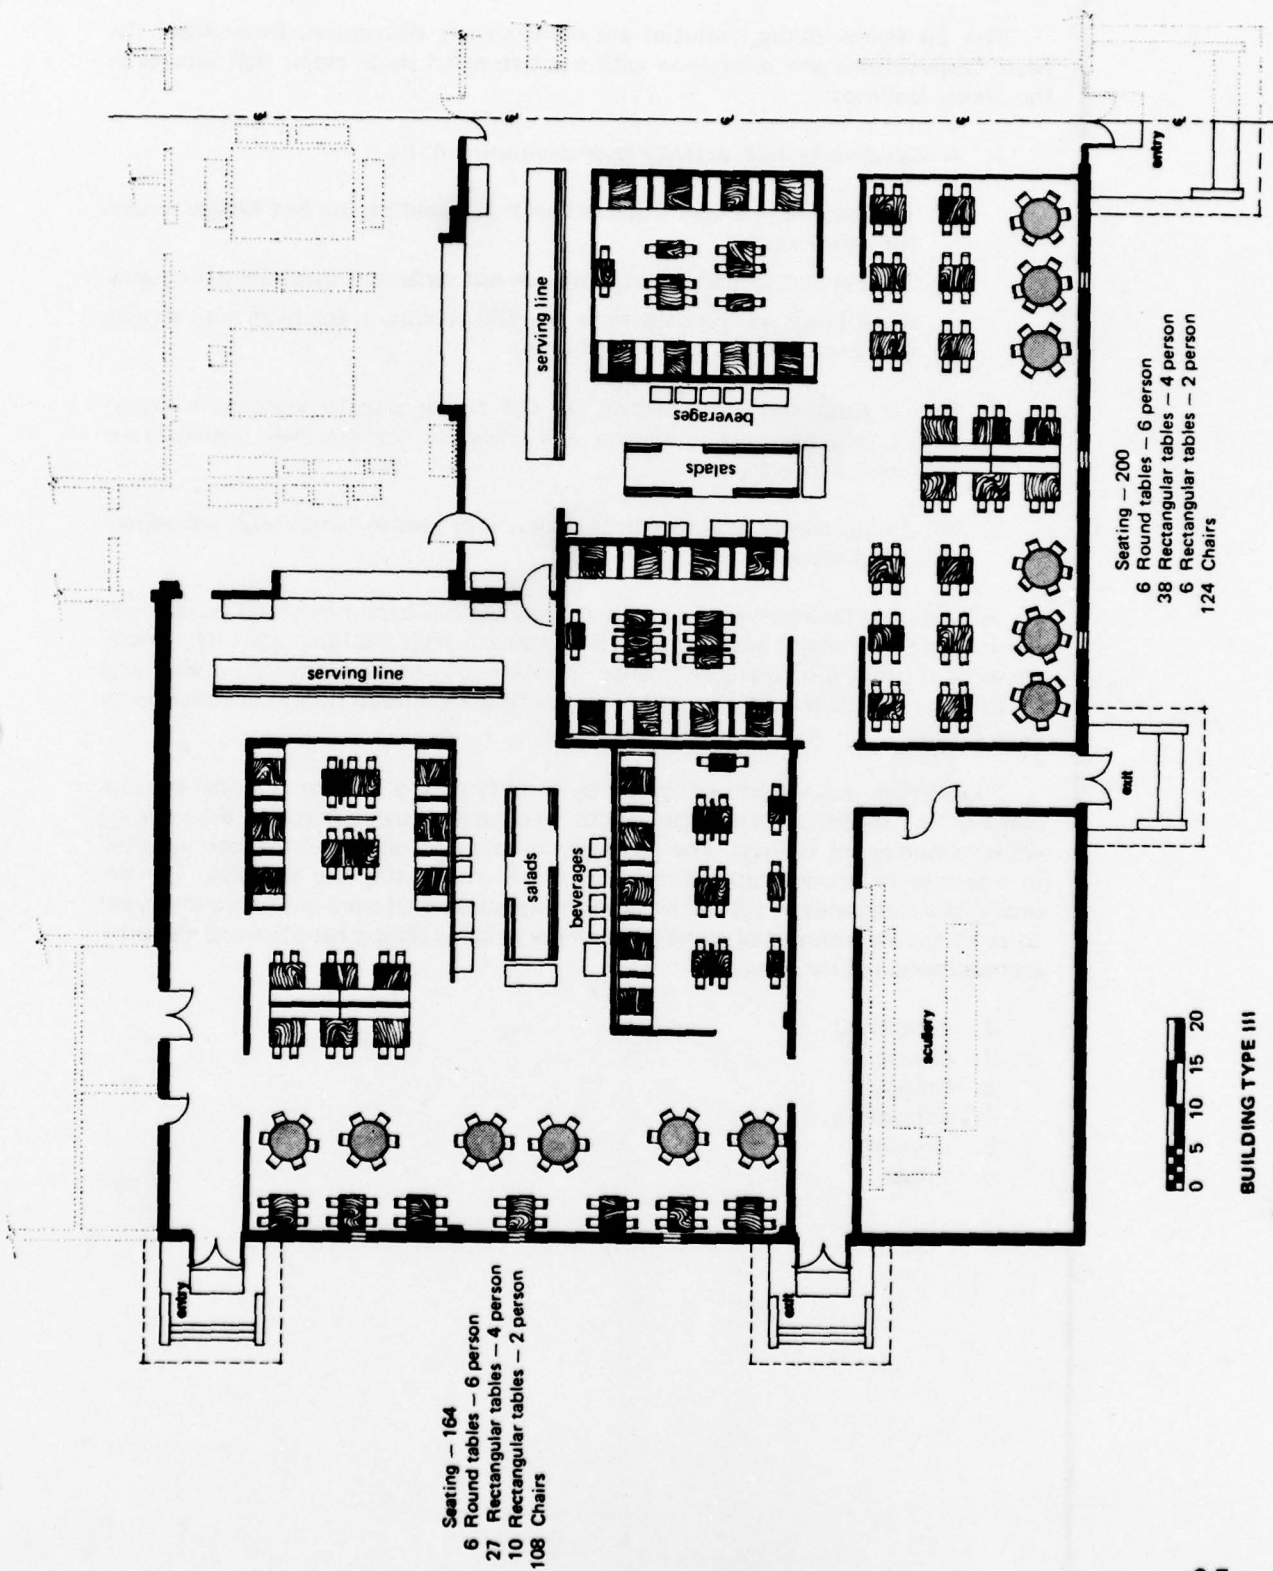 serving line
beverages
salads
entry
Seating – 200
6 Round tables – 6 person
38 Rectangular tables – 4 person
6 Rectangular tables – 2 person
124 Chairs
serving line
salads
beverages
exit
scullery
entry
exit
Seating – 164
6 Round tables – 6 person
27 Rectangular tables – 4 person
10 Rectangular tables – 2 person
108 Chairs
0 5 10 15 20
BUILDING TYPE III